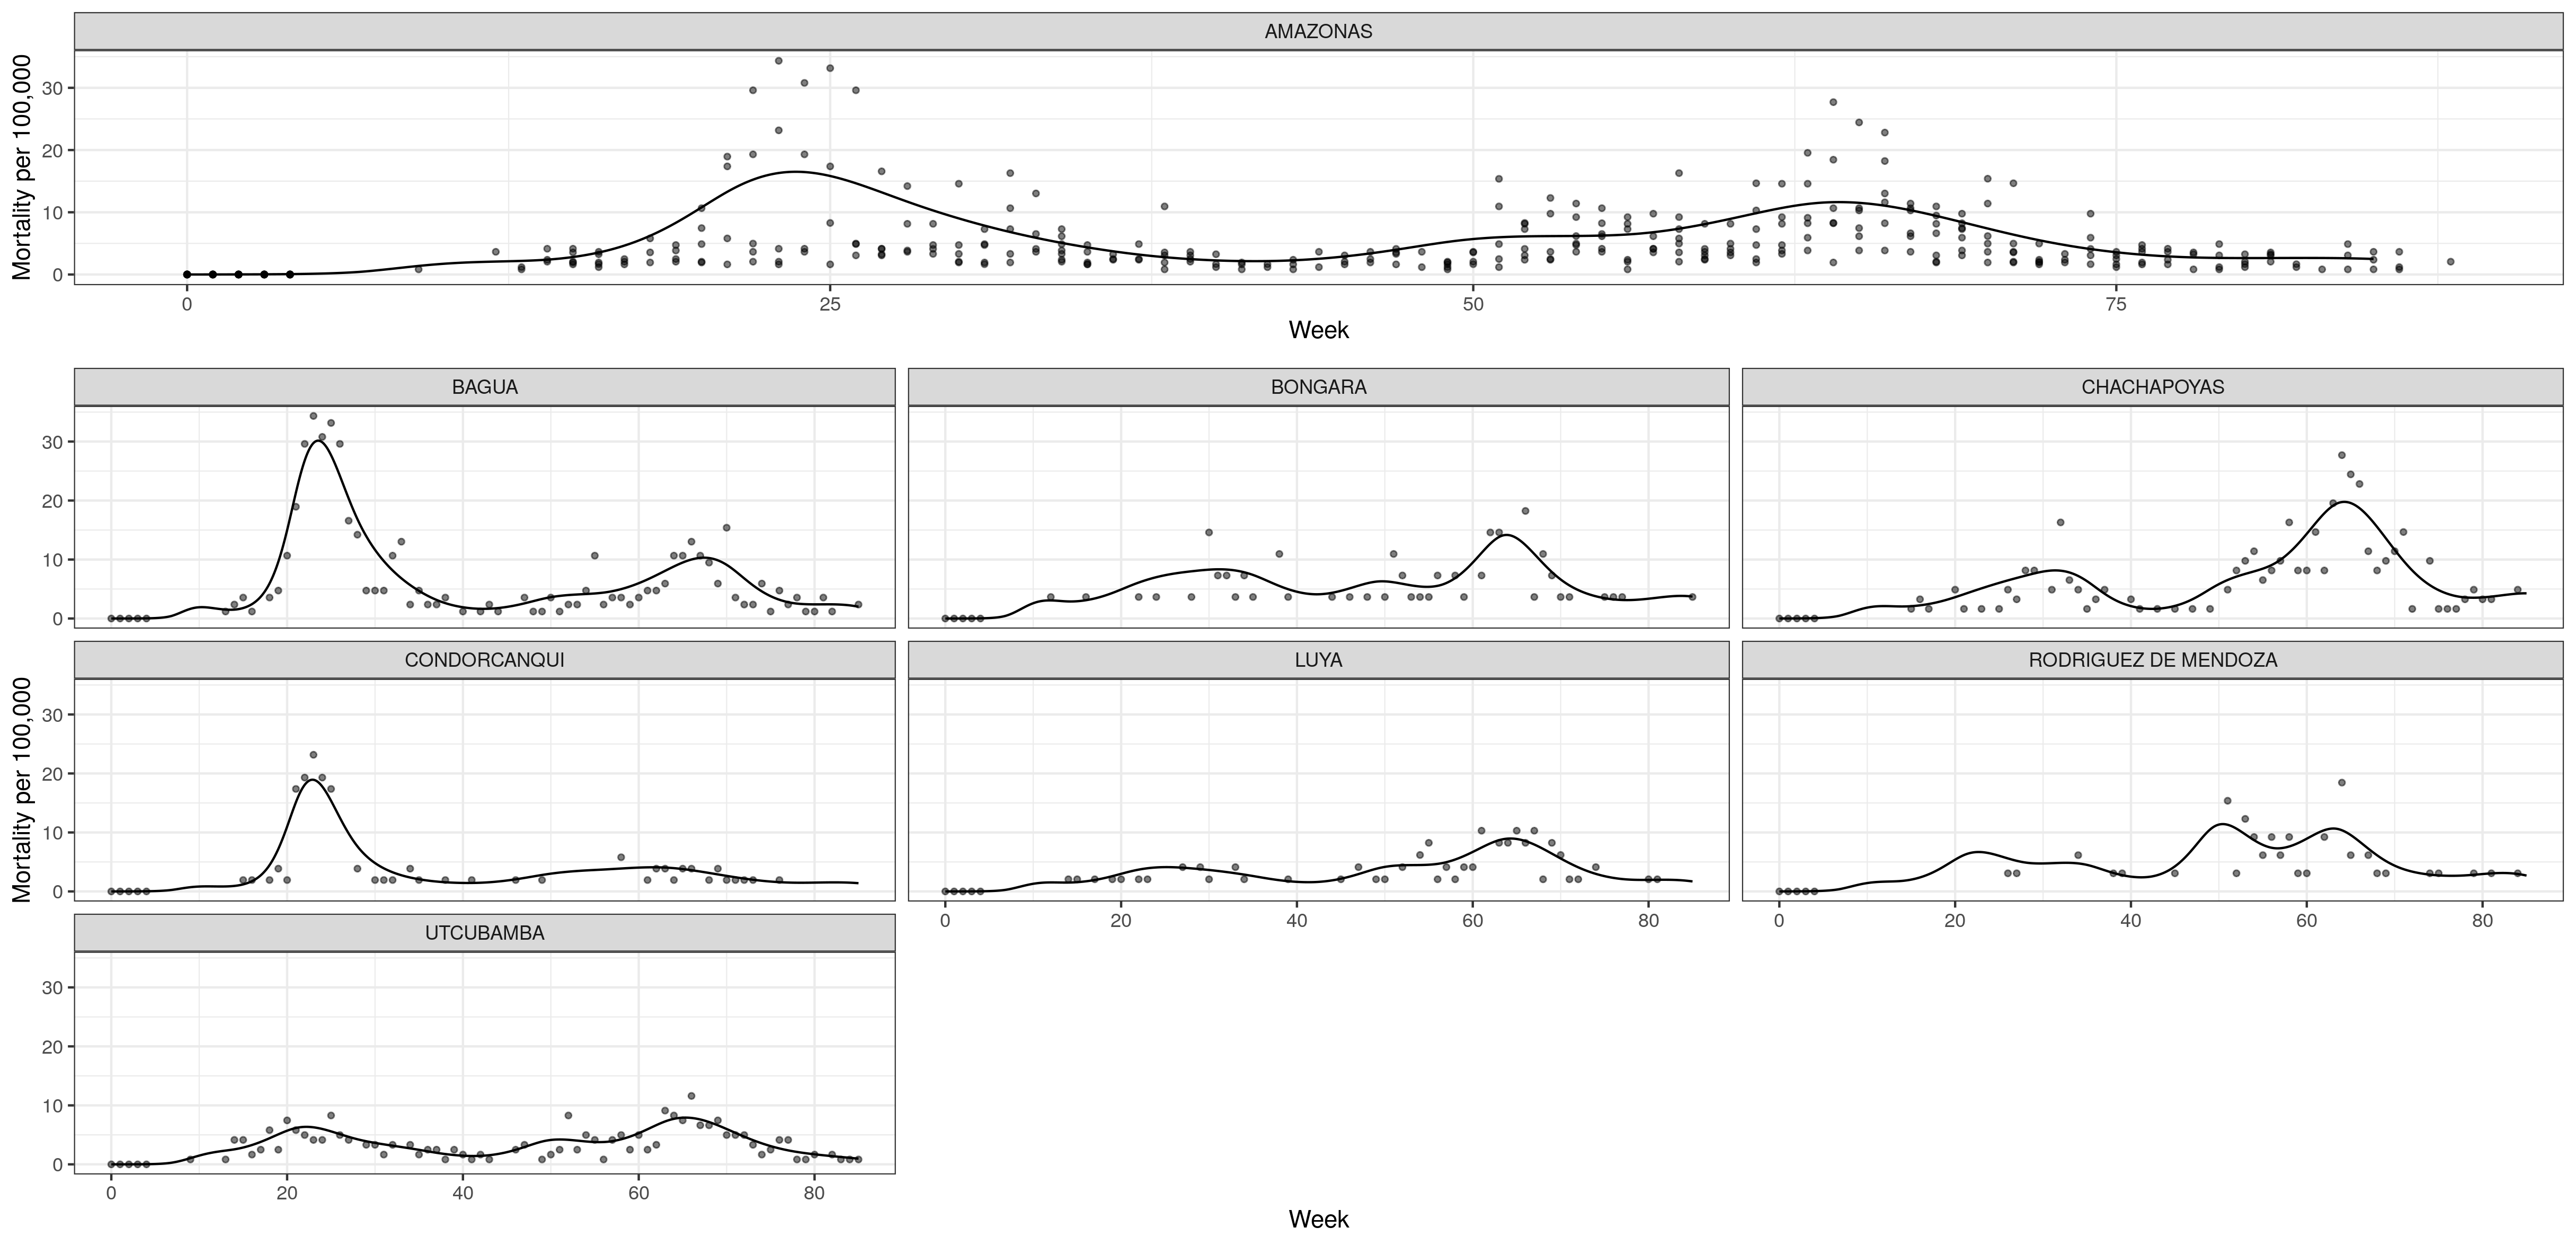 AMAZONAS
Mortality per 100,000
30
20
10
0
0 25 50 75
Week
BAGUA BONGARA CHACHAPOYAS
30
20
10
0
CONDORCANQUI LUYA RODRIGUEZ DE MENDOZA
Mortality per 100,000
30
20
10
0
0 20 40 60 80 0 20 40 60 80
UTCUBAMBA
30
20
10
0
0 20 40 60 80
Week